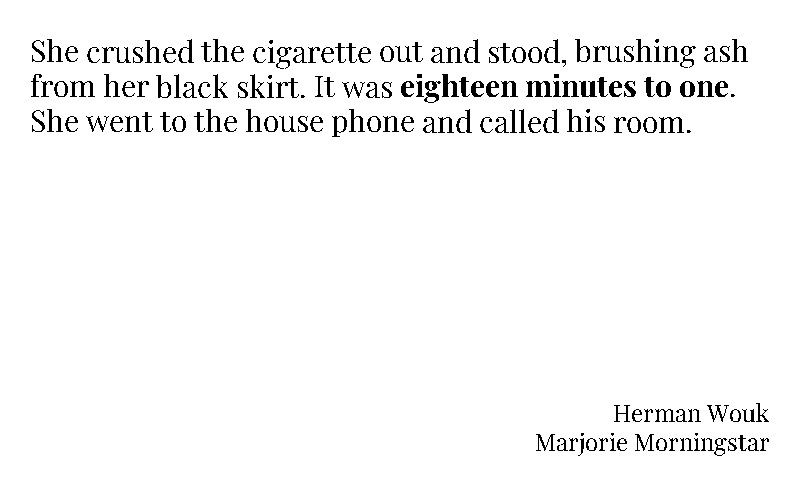 She crushed the cigarette out and stood, brushing ash
from her black skirt. It was eighteen minutes to one.
She went to the house phone and called his room.
Herman Wouk
Marjorie Morningstar